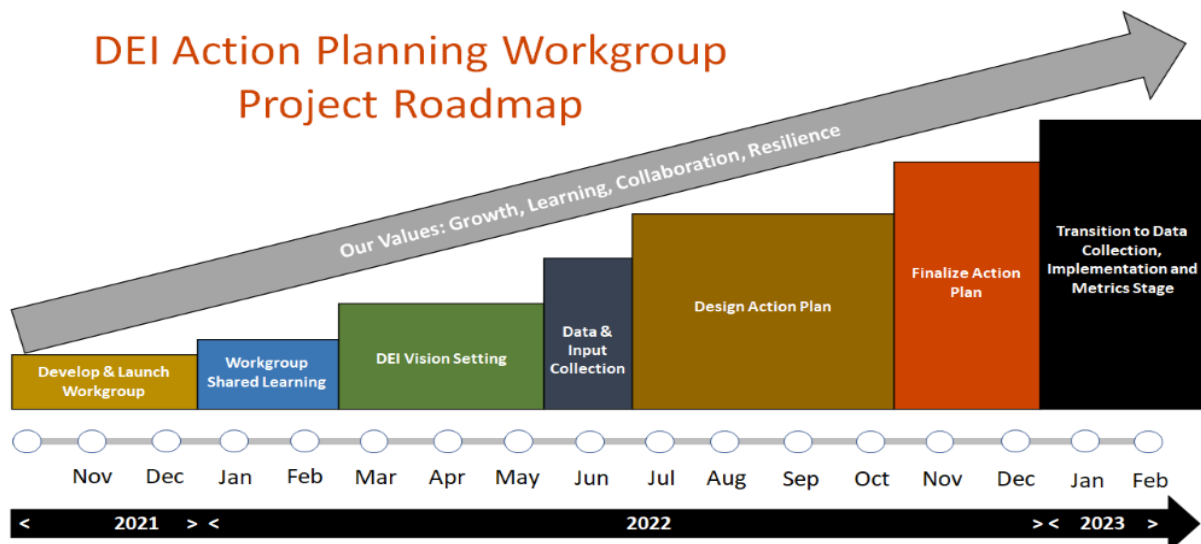 DEI Action Planning Workgroup
Project Roadmap
Our Values: Growth, Learning, Collaboration, Resilience
Develop & Launch
Workgroup
Workgroup
Shared Learning
DEI Vision Setting
Data &
Input
Collection
Design Action Plan
Finalize Action
Plan
Transition to Data
Collection,
Implementation and
Metrics Stage
Nov Dec Jan Feb Mar Apr May Jun Jul Aug Sep Oct Nov Dec Jan Feb
< 2021 > < 2022 > < 2023 >